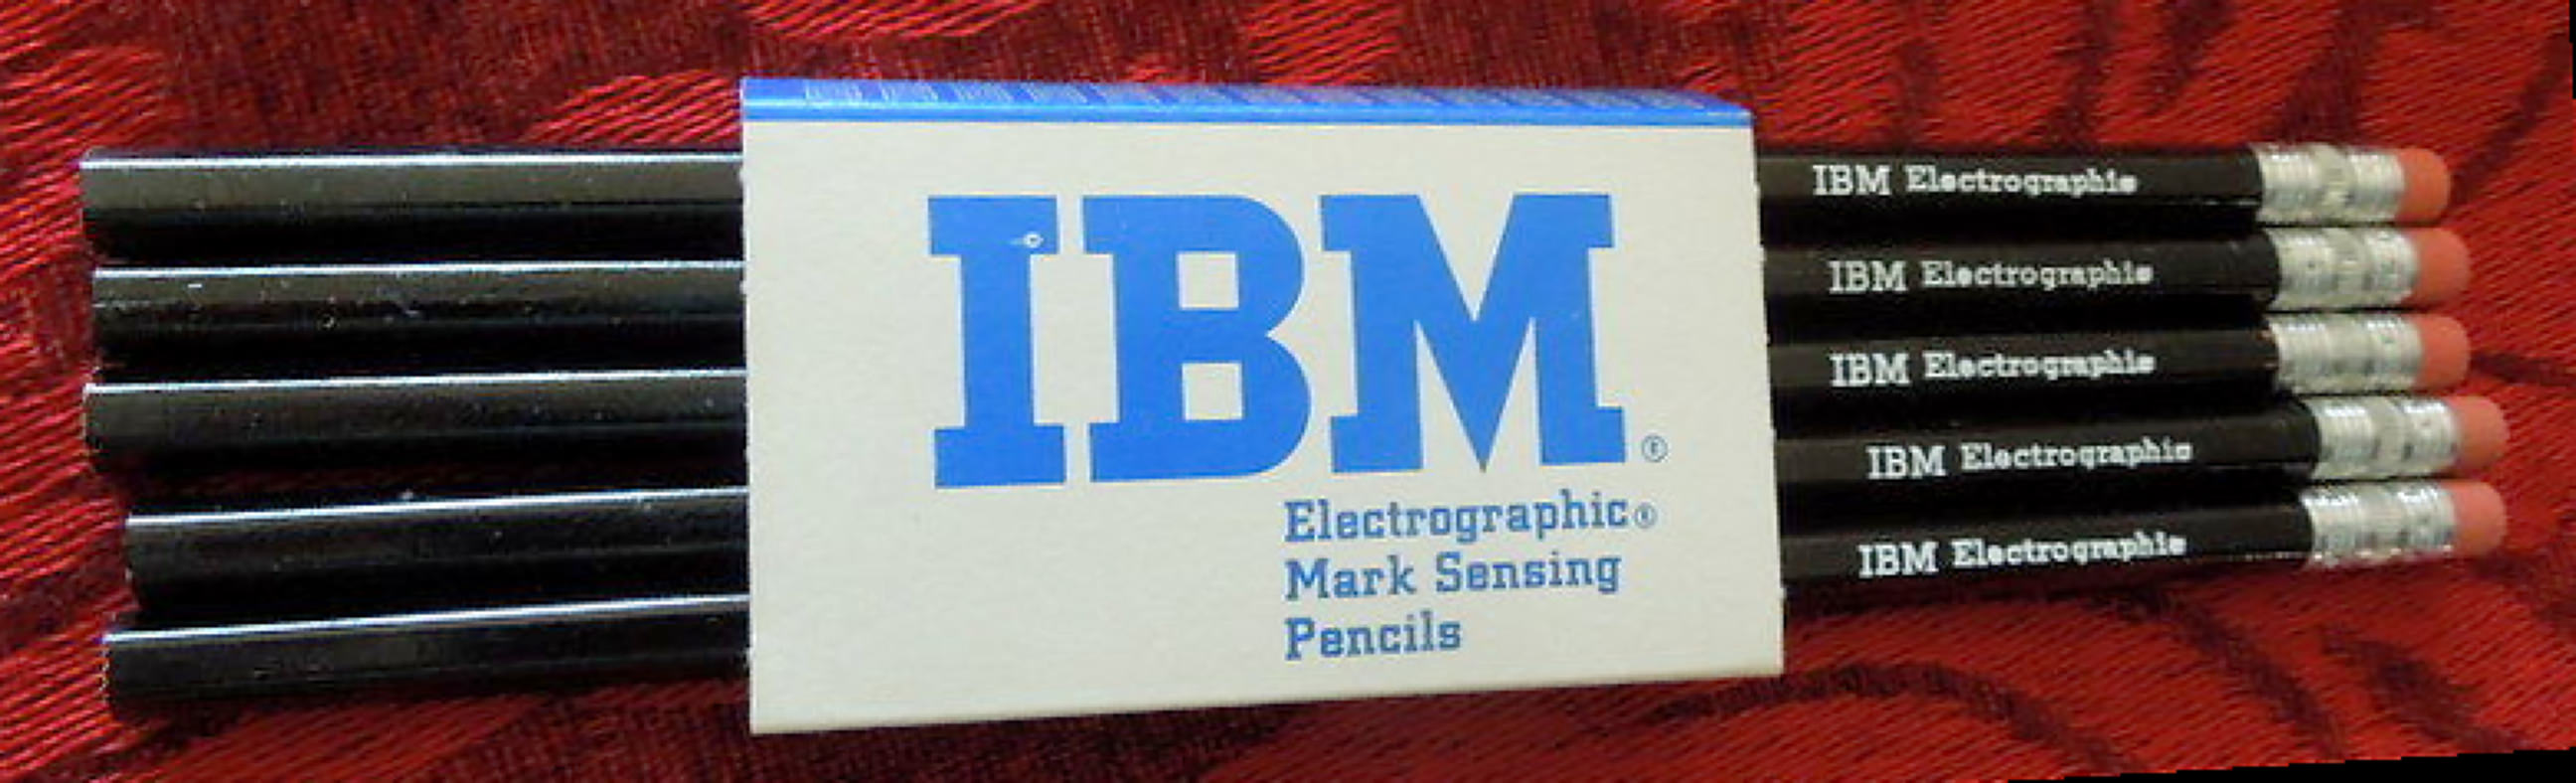 IBM®
Electrographic®
Mark Sensing
Pencils
IBM Electrographic
IBM Electrographic
IBM Electrographic
IBM Electrographic
IBM Electrographic